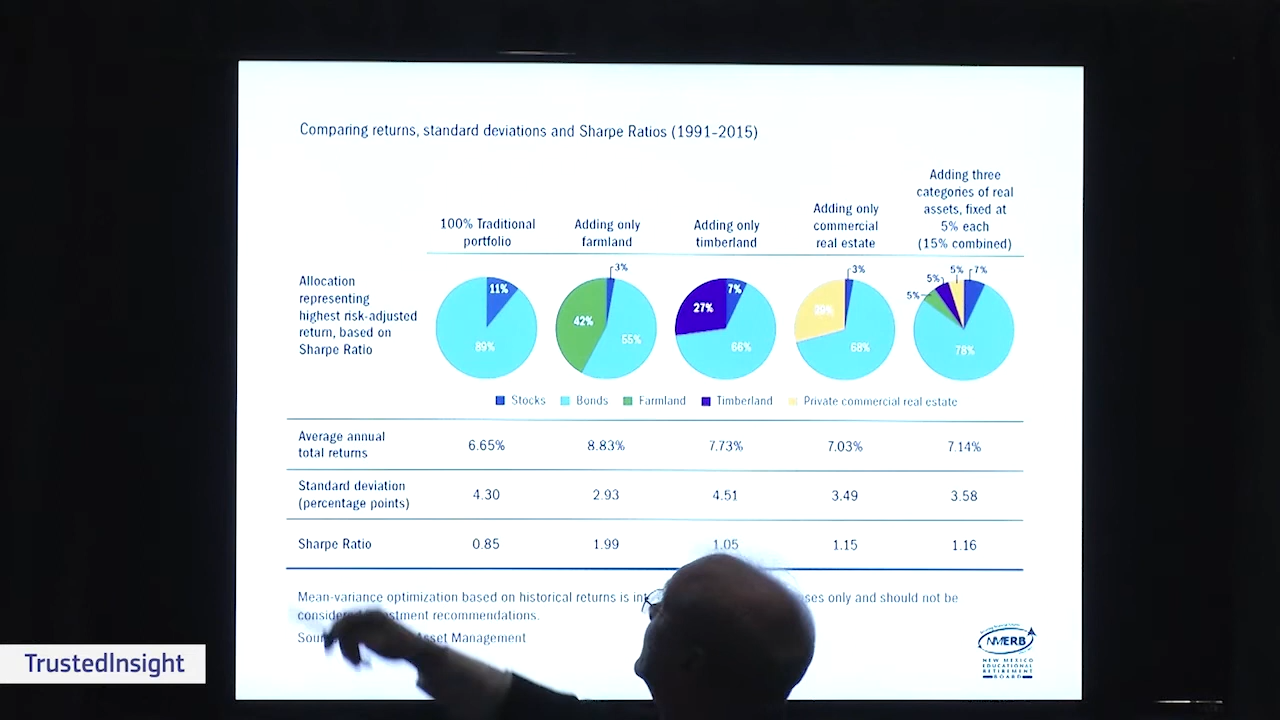 Comparing returns, standard deviations and Sharpe Ratios (1991-2015)
100% Traditional
portfolio
Adding only
farmland
Adding only
timberland
Adding only
commercial
real estate
Adding three
categories of real
assets, fixed at
5% each
(15% combined)
Allocation
representing
highest risk-adjusted
return, based on
Sharpe Ratio
11%
89%
3%
42%
55%
7%
27%
66%
3%
29%
68%
5%
5%
5%
7%
78%
Stocks Bonds Farmland Timberland Private commercial real estate
Average annual
total returns
6.65% 8.83% 7.73% 7.03% 7.14%
Standard deviation
(percentage points)
4.30 2.93 4.51 3.49 3.58
Sharpe Ratio 0.85 1.99 1.05 1.15 1.16
Mean-variance optimization based on historical returns is only and should not be
recommendations.
Asset Management
NMERB
NEW MEXICO
EDUCATIONAL
RETIREMENT
BOARD
TrustedInsight